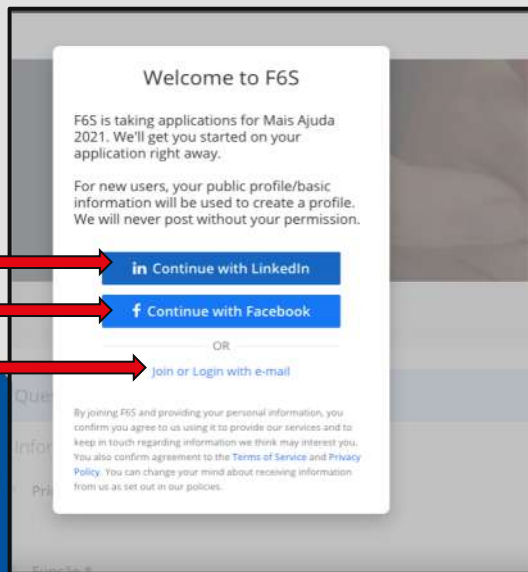 Welcome to F6S
F6S is taking applications for Mais Ajuda
2021. We'll get you started on your
application right away.
For new users, your public profile/basic
information will be used to create a profile.
We will never post without your permission.
in Continue with LinkedIn
f Continue with Facebook
OR
Join or Login with e-mail
By joining F6S and providing your personal information, you
confirm you agree to us using it to provide our services and to
keep in touch regarding information we think may interest you.
You also confirm agreement to the Terms of Service and Privacy
Policy. You can change your mind about receiving information
from us as set out in our policies.
Ques
Infor
Pri
Função *